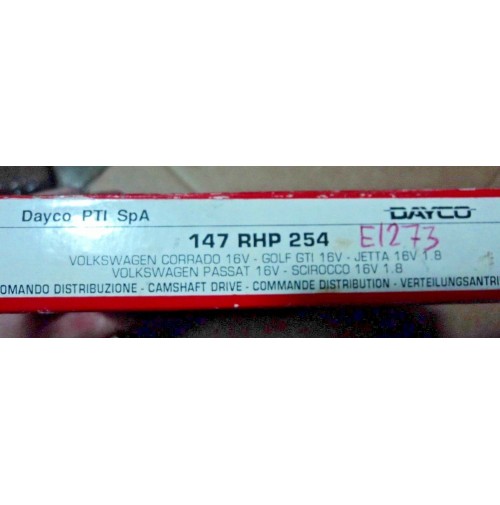 Dayco PTI SpA DAYCO
147 RHP 254 E1273
VOLKSWAGEN CORRADO 16V - GOLF GTI 16V - JETTA 16V 1.8
VOLKSWAGEN PASSAT 16V - SCIROCCO 16V 1.8
OMANDO DISTRIBUZIONE - CAMSHAFT DRIVE - COMMANDE DISTRIBUTION - VERTEILUNGSANTRI